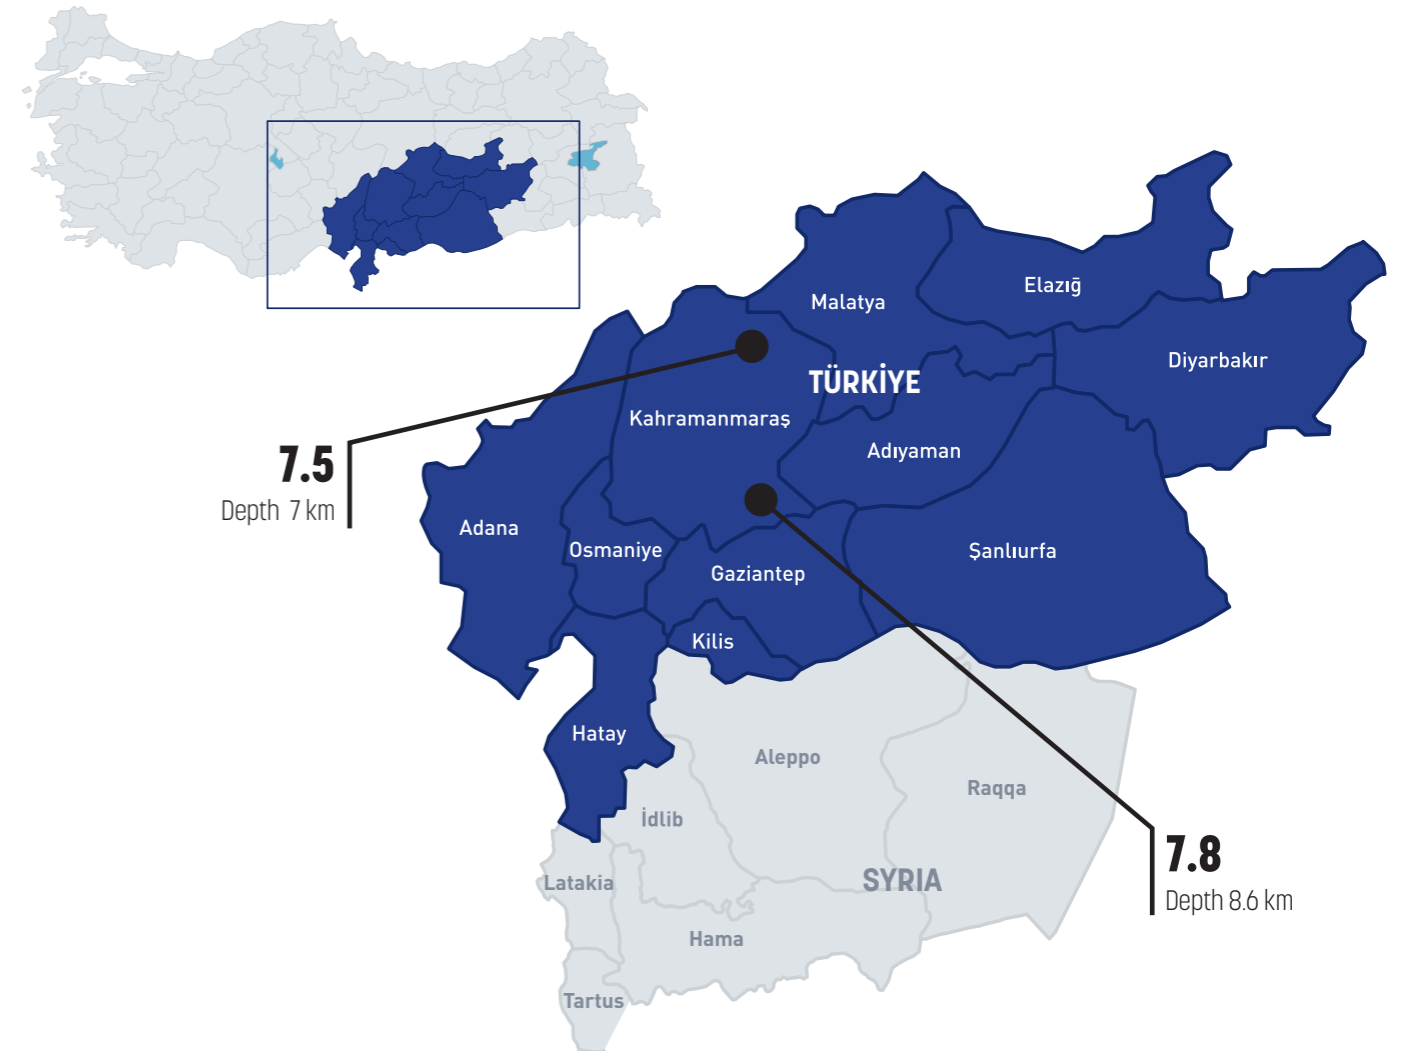 Elazığ
Malatya
Diyarbakır
TÜRKİYE
Kahramanmaraş
Adıyaman
7.5
Depth 7 km
Adana
Osmaniye
Şanlıurfa
Gaziantep
Kilis
Hatay
Aleppo
Raqqa
İdlib
7.8
Depth 8.6 km
SYRIA
Latakia
Hama
Tartus